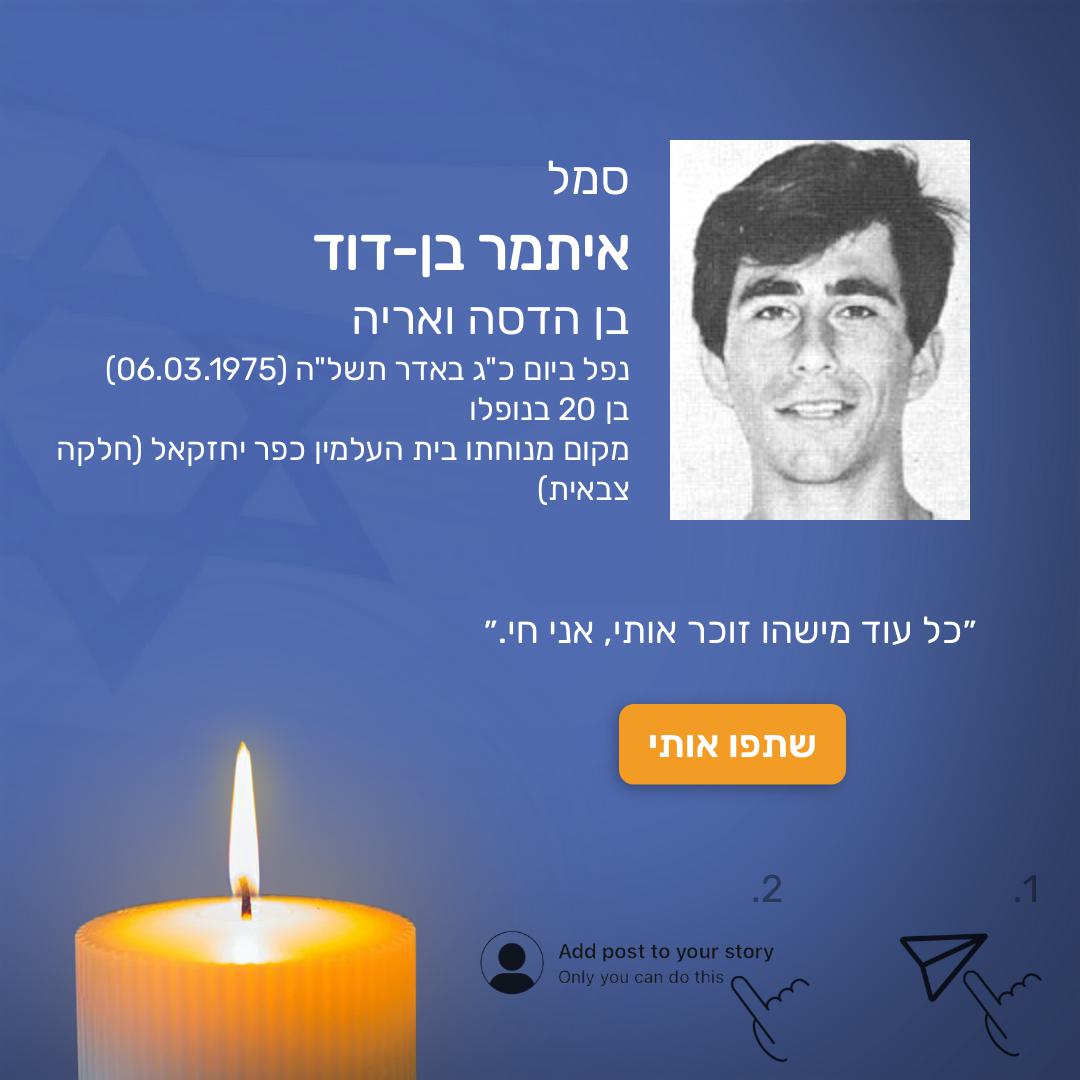 סמל
איתמר בן-דוד
בן הדסה ואריה
נפל ביום כ"ג באדר תשל"ה (06.03.1975)
בן 20 בנופלו
מקום מנוחתו בית העלמין כפר יחזקאל (חלקה
צבאית)
״כל עוד מישהו זוכר אותי, אני חי.״
שתפו אותי
1.
2.
Add post to your story
Only you can do this